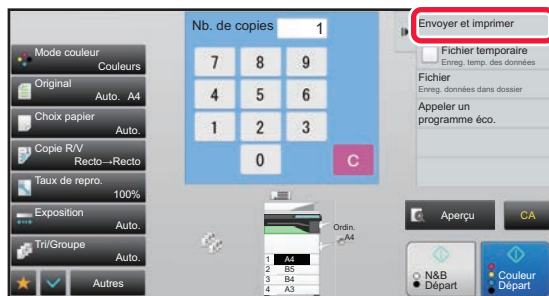 Mode couleur
Couleurs
Original
Auto. A4
Choix papier
Auto.
Copie R/V
Recto→Recto
Taux de repro.
100%
Exposition
Auto.
Tri/Groupe
Auto.
Autres
Nb. de copies 1
7 8 9
4 5 6
1 2 3
0 C
Ordin.
A4
1 A4
2 B5
3 B4
4 A3
Envoyer et imprimer
Fichier temporaire
Enreg. temp. des données
Fichier
Enreg. données dans dossier
Appeler un
programme éco.
Aperçu
CA
N&B
Départ
Couleur
Départ